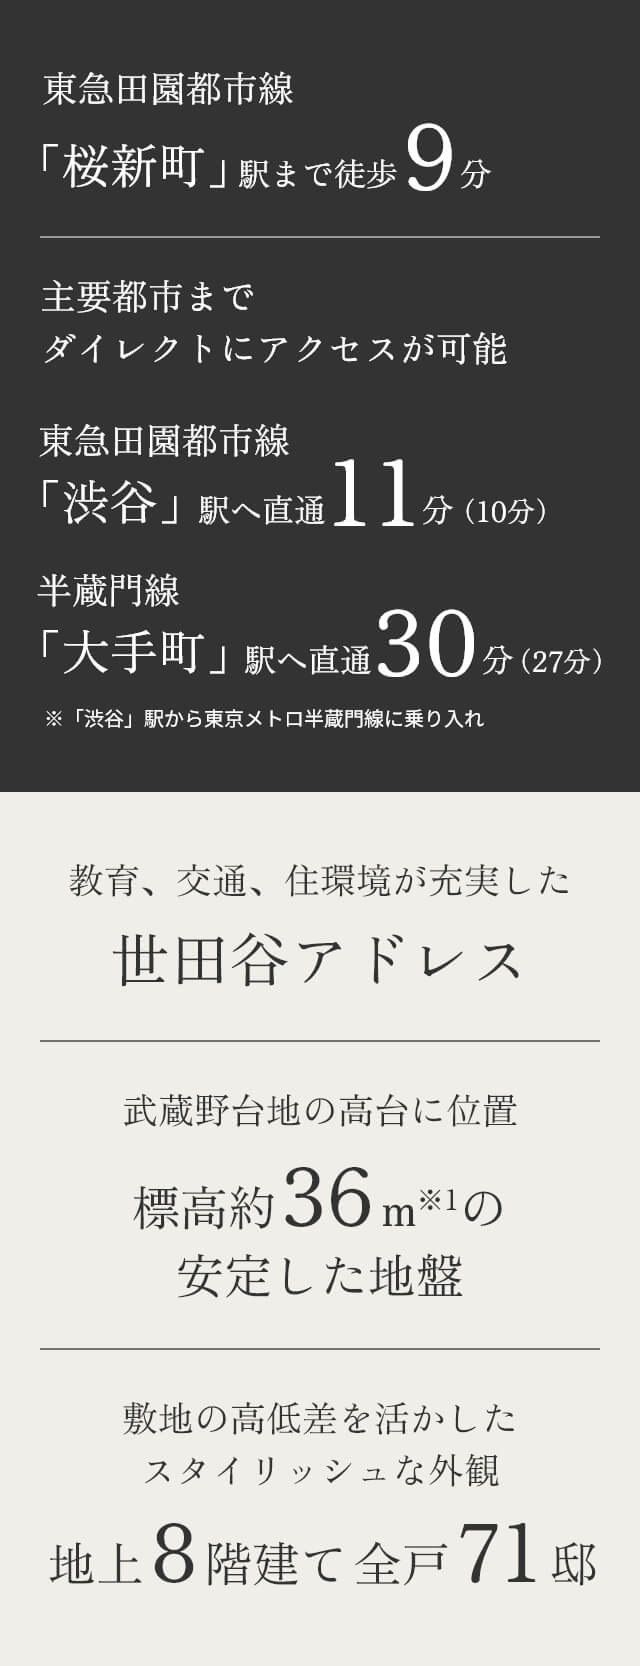 東急田園都市線
「桜新町」駅まで徒歩9分
主要都市まで
ダイレクトにアクセスが可能
東急田園都市線
「渋谷」駅へ直通11分（10分）
半蔵門線
「大手町」駅へ直通30分（27分）
※「渋谷」駅から東京メトロ半蔵門線に乗り入れ
教育、交通、住環境が充実した
世田谷アドレス
武蔵野台地の高台に位置
標高約36m※1の
安定した地盤
敷地の高低差を活かした
スタイリッシュな外観
地上8階建て全戸71邸